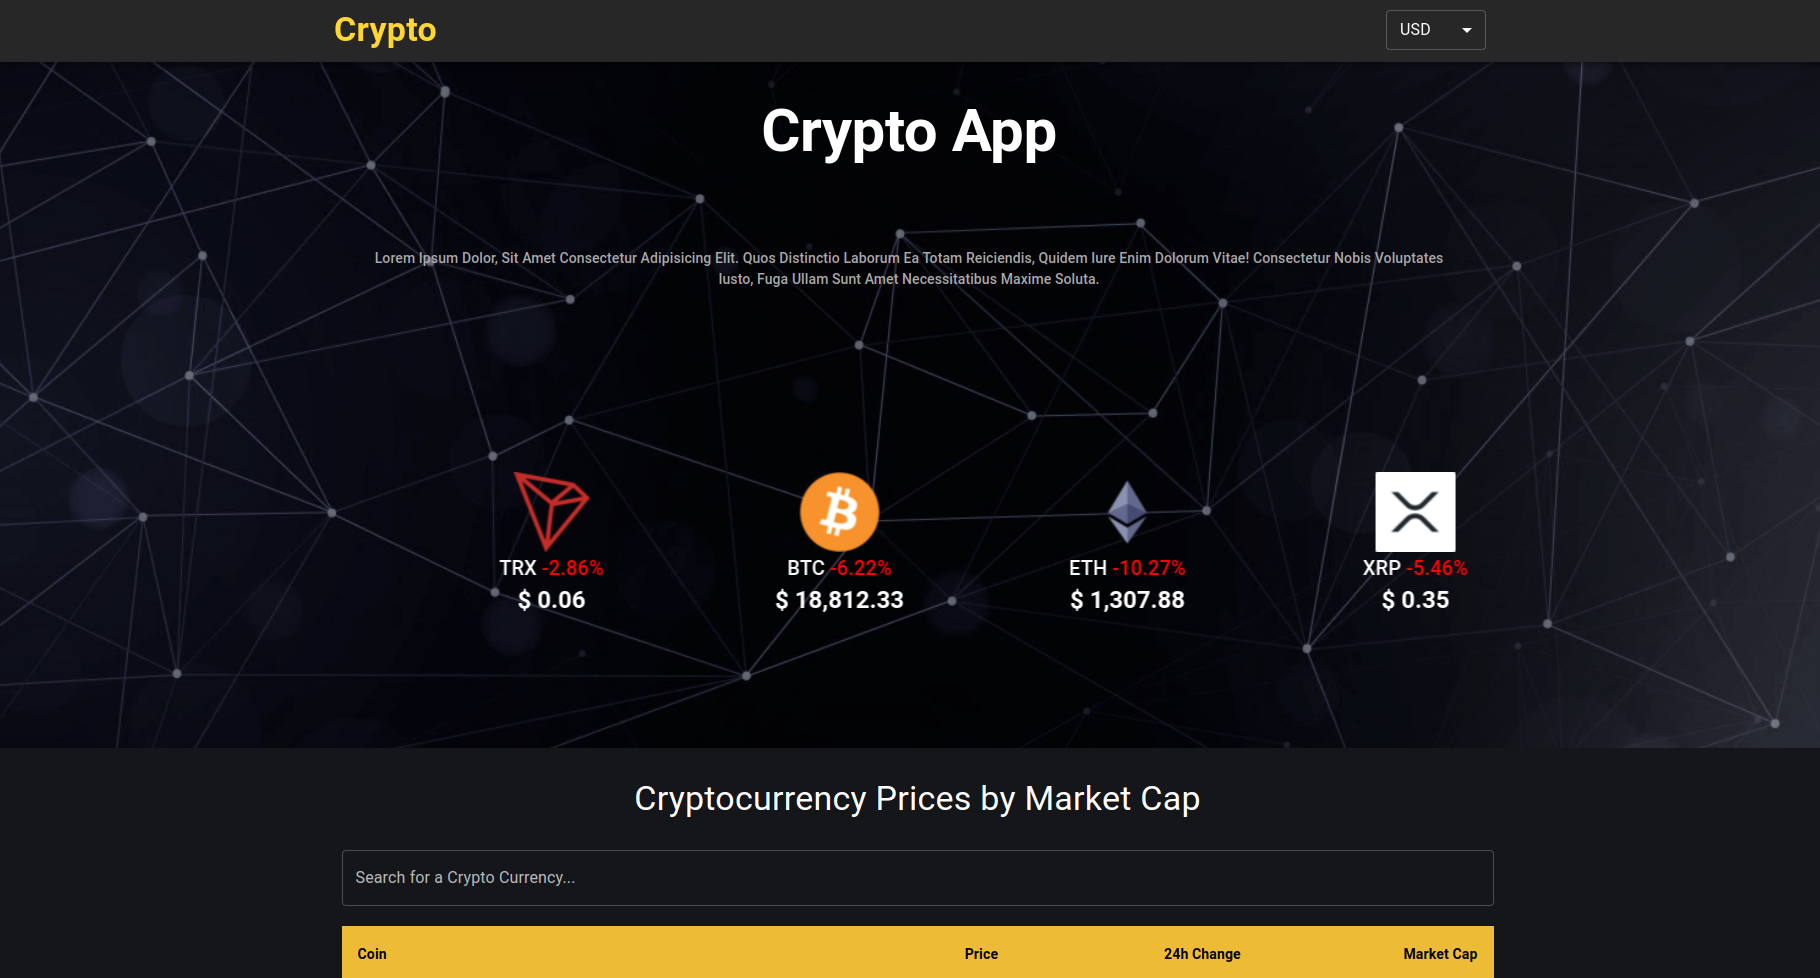 Crypto
USD
Crypto App
Lorem Ipsum Dolor, Sit Amet Consectetur Adipisicing Elit. Quos Distinctio Laborum Ea Totam Reiciendis, Quidem Iure Enim Dolorum Vitae! Consectetur Nobis Voluptates
Iusto, Fuga Ullam Sunt Amet Necessitatibus Maxime Soluta.
TRX -2.86%
$ 0.06
BTC -6.22%
$ 18,812.33
ETH -10.27%
$ 1,307.88
XRP -5.46%
$ 0.35
Cryptocurrency Prices by Market Cap
Search for a Crypto Currency...
Coin Price 24h Change Market Cap